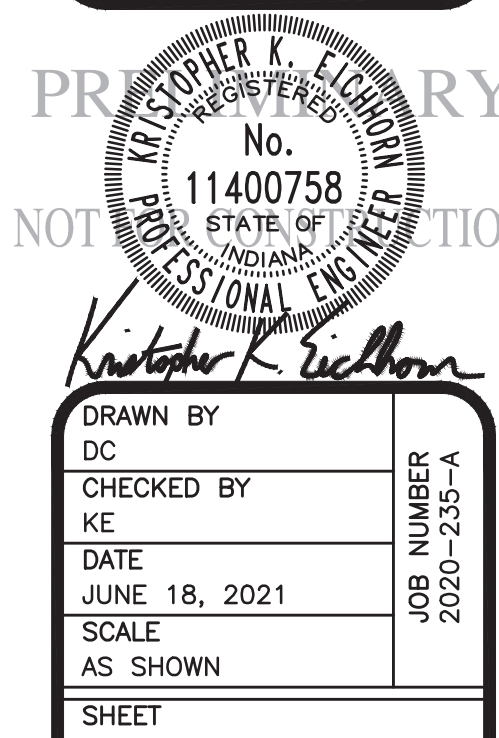 PRELIMINARY
KRISTOPHER K. EICHHORN
REGISTERED
No.
11400758
STATE OF
INDIANA
PROFESSIONAL ENGINEER
NOT FOR CONSTRUCTIO
Kristopher K. Eichhorn
DRAWN BY
DC
CHECKED BY
KE
DATE
JUNE 18, 2021
SCALE
AS SHOWN
SHEET
JOB NUMBER
2020-235-A